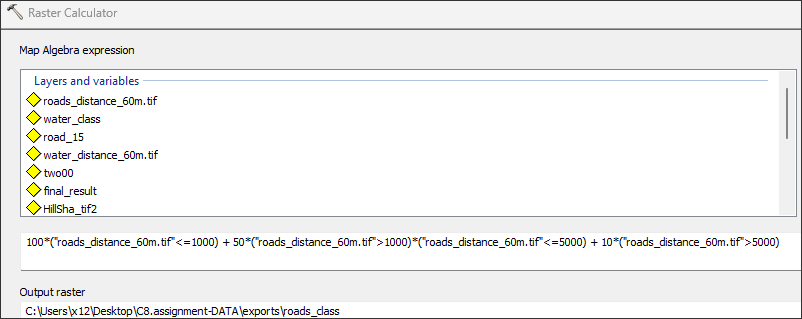 Raster Calculator
Map Algebra expression
Layers and variables
roads_distance_60m.tif
water_class
road_15
water_distance_60m.tif
two00
final_result
HillSha_tif2
100*("roads_distance_60m.tif"<=1000) + 50*("roads_distance_60m.tif">1000)*("roads_distance_60m.tif"<=5000) + 10*("roads_distance_60m.tif">5000)
Output raster
C:\Users\x12\Desktop\C8.assignment-DATA\exports\roads_class